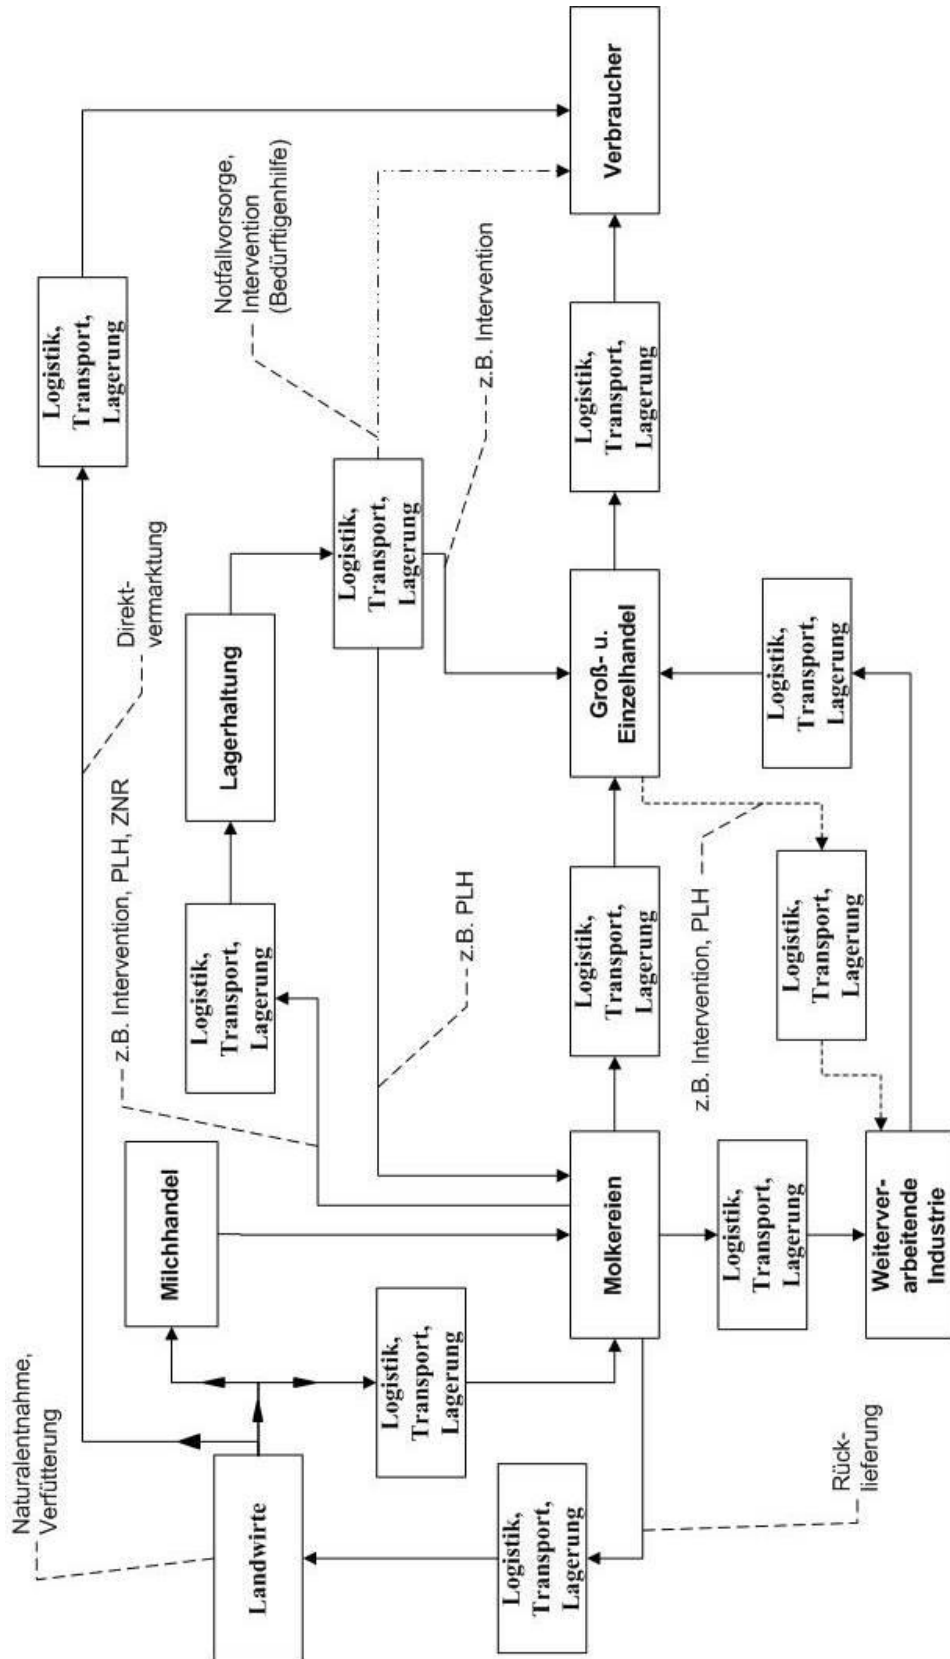 Naturalentnahme,
Verfütterung
Logistik,
Transport,
Lagerung
Direkt-
vermarktung
z.B. Intervention, PLH, ZNR
Milchhandel
Logistik,
Transport,
Lagerung
Lagerhaltung
Notfallvorsorge,
Intervention
(Bedürftigenhilfe)
Landwirte
Logistik,
Transport,
Lagerung
Logistik,
Transport,
Lagerung
z.B. PLH
z.B. Intervention
Logistik,
Transport,
Lagerung
Molkereien
Logistik,
Transport,
Lagerung
Groß- u.
Einzelhandel
Logistik,
Transport,
Lagerung
Verbraucher
z.B. Intervention, PLH
Logistik,
Transport,
Lagerung
Logistik,
Transport,
Lagerung
Logistik,
Transport,
Lagerung
Rück-
lieferung
Weiterver-
arbeitende
Industrie